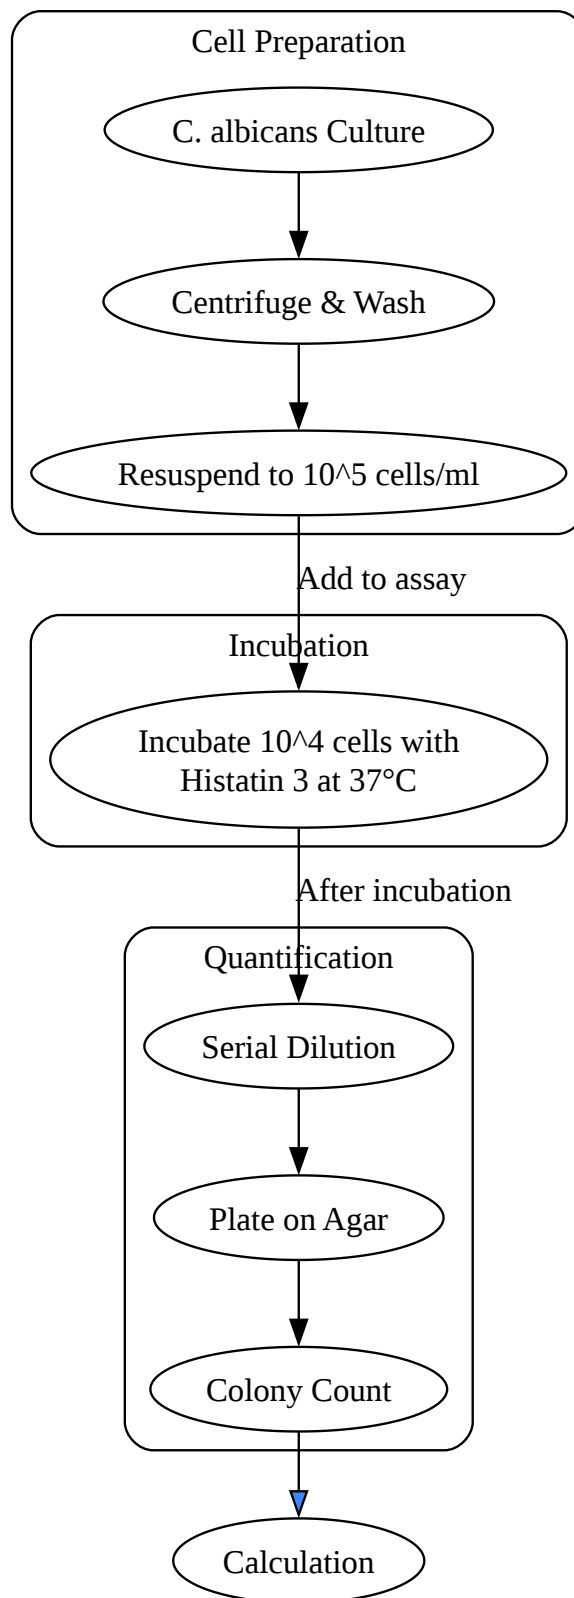 Cell Preparation
C. albicans Culture
Centrifuge & Wash
Resuspend to 10^5 cells/ml
Add to assay
Incubation
Incubate 10^4 cells with
Histatin 3 at 37°C
After incubation
Quantification
Serial Dilution
Plate on Agar
Colony Count
Calculation